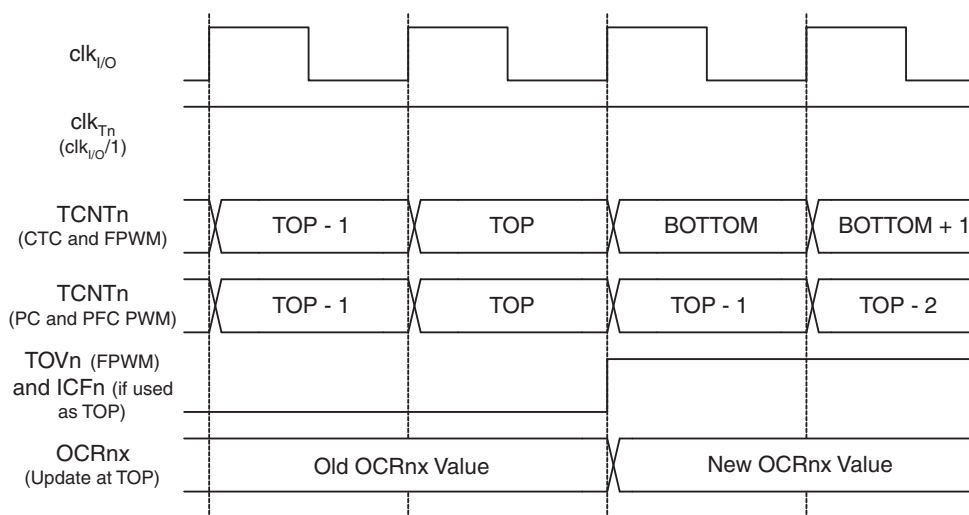 clkI/O
clkTn
(clkI/O/1)
TCNTn
(CTC and FPWM)
TOP - 1 TOP BOTTOM BOTTOM + 1
TCNTn
(PC and PFC PWM)
TOP - 1 TOP TOP - 1 TOP - 2
TOVn (FPWM)
and ICFn (if used
as TOP)
OCRnx
(Update at TOP)
Old OCRnx Value New OCRnx Value